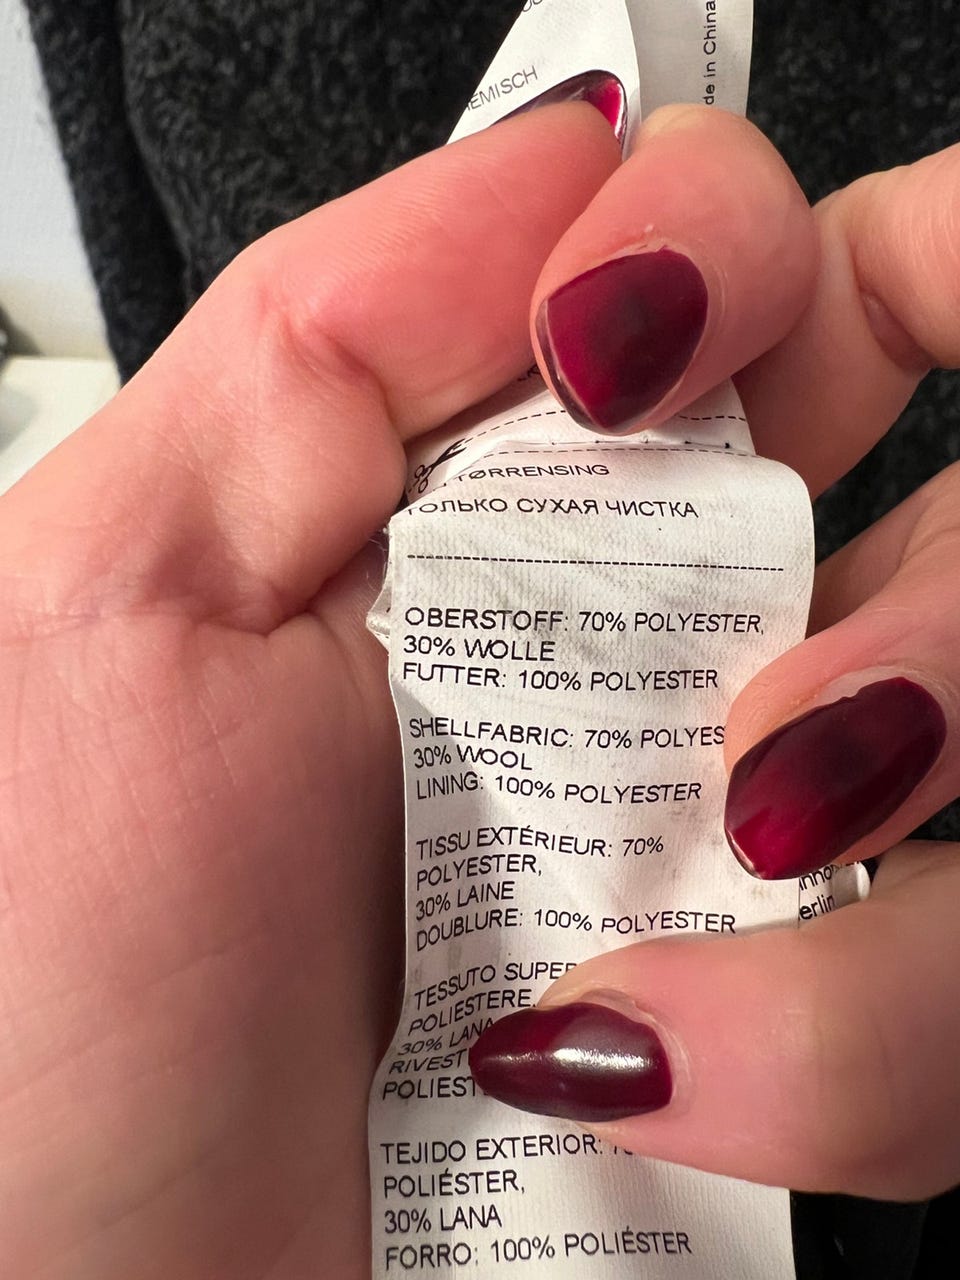 de in China
TØRRENSING
ТОЛЬКО СУХАЯ ЧИСТКА
OBERSTOFF: 70% POLYESTER,
30% WOLLE
FUTTER: 100% POLYESTER
SHELLFABRIC: 70% POLYES
30% WOOL
LINING: 100% POLYESTER
TISSU EXTÉRIEUR: 70%
POLYESTER,
30% LAINE
DOUBLURE: 100% POLYESTER
TESSUTO SUPER
POLIESTERE,
30% LANA
RIVEST
POLIEST
TEJIDO EXTERIOR:
POLIÉSTER,
30% LANA
FORRO: 100% POLIÉSTER